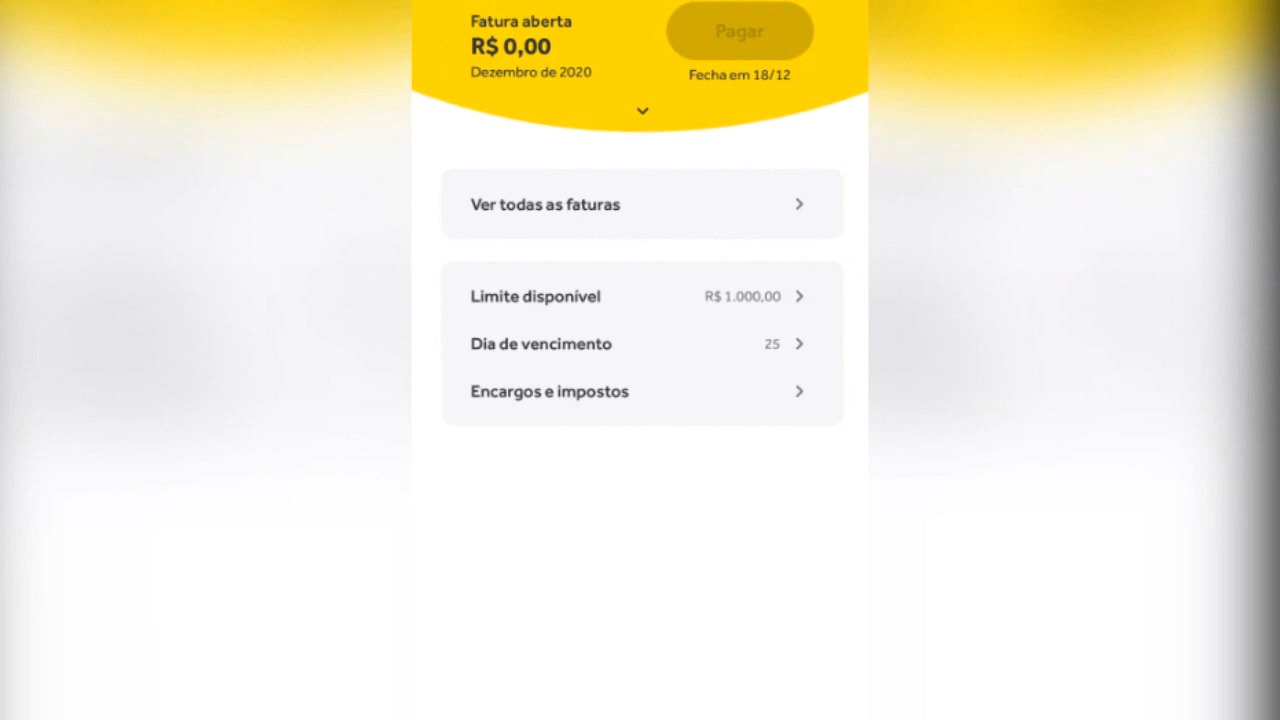 Fatura aberta
R$ 0,00
Dezembro de 2020
Pagar
Fecha em 18/12
Ver todas as faturas
Limite disponível R$ 1.000,00
Dia de vencimento 25
Encargos e impostos